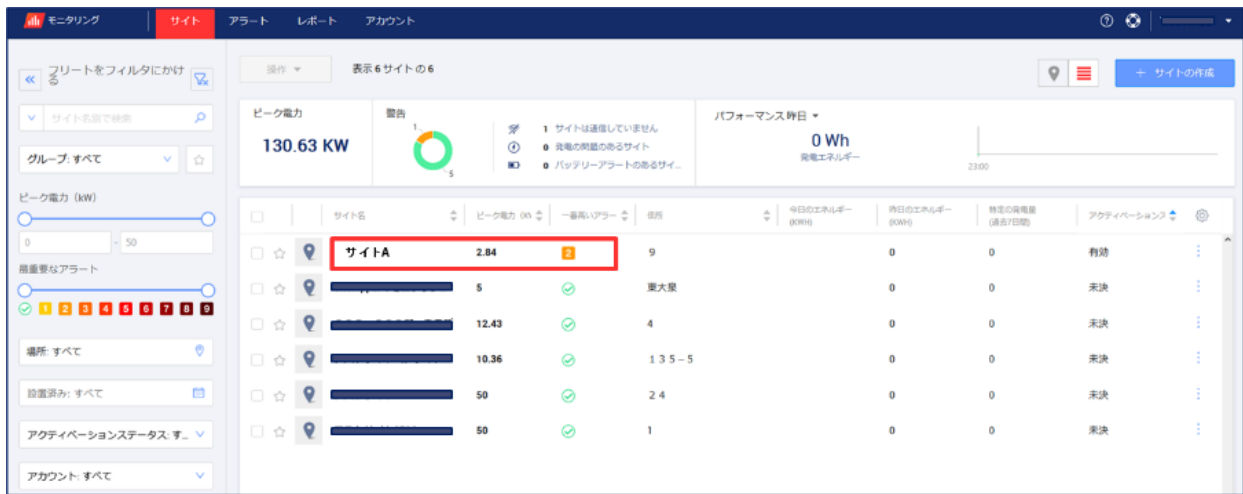 モニタリング
サイト
アラート
レポート
アカウント
フリートをフィルタにかけ
る
操作
表示 6 サイト の 6
+ サイトの作成
サイト名別で検索
グループ: すべて
ピーク電力 (kW)
0 - 50
最重要なアラート
1 2 3 4 5 6 7 8 9
場所: すべて
設置済み: すべて
アクティベーションステータス: す...
アカウント: すべて
ピーク電力
130.63 KW
警告
1
5
1 サイトは通信していません
0 発電の問題のあるサイト
0 バッテリーアラートのあるサイ...
パフォーマンス 昨日
0 Wh
発電エネルギー
23:00
サイト名 ピーク電力 (K 一番高いアラー 住所 今日のエネルギー (KWH) 昨日のエネルギー (KWH) 特定の発電量 (過去7日間) アクティベーションス
サイトA 2.84 2 9 0 0 有効
5 東大泉 0 0 未決
12.43 4 0 0 未決
10.36 135-5 0 0 未決
50 24 0 0 未決
50 1 0 0 未決